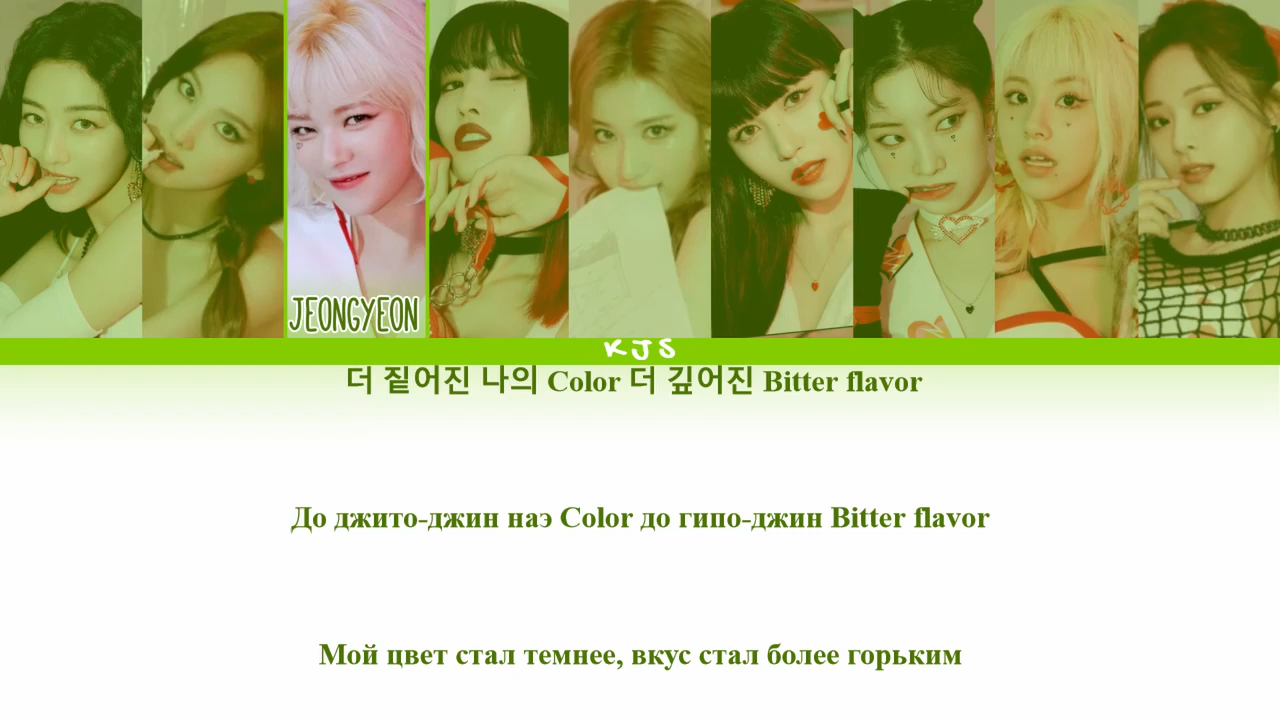 JEONGYEON
KJS
더 짙어진 나의 Color 더 깊어진 Bitter flavor
До джито-джин наэ Color до гипо-джин Bitter flavor
Мой цвет стал темнее, вкус стал более горьким